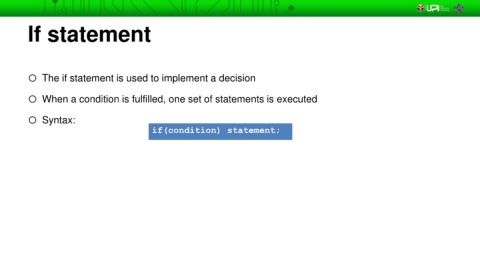 UPI
If statement
The if statement is used to implement a decision
When a condition is fulfilled, one set of statements is executed
Syntax:
if(condition) statement;